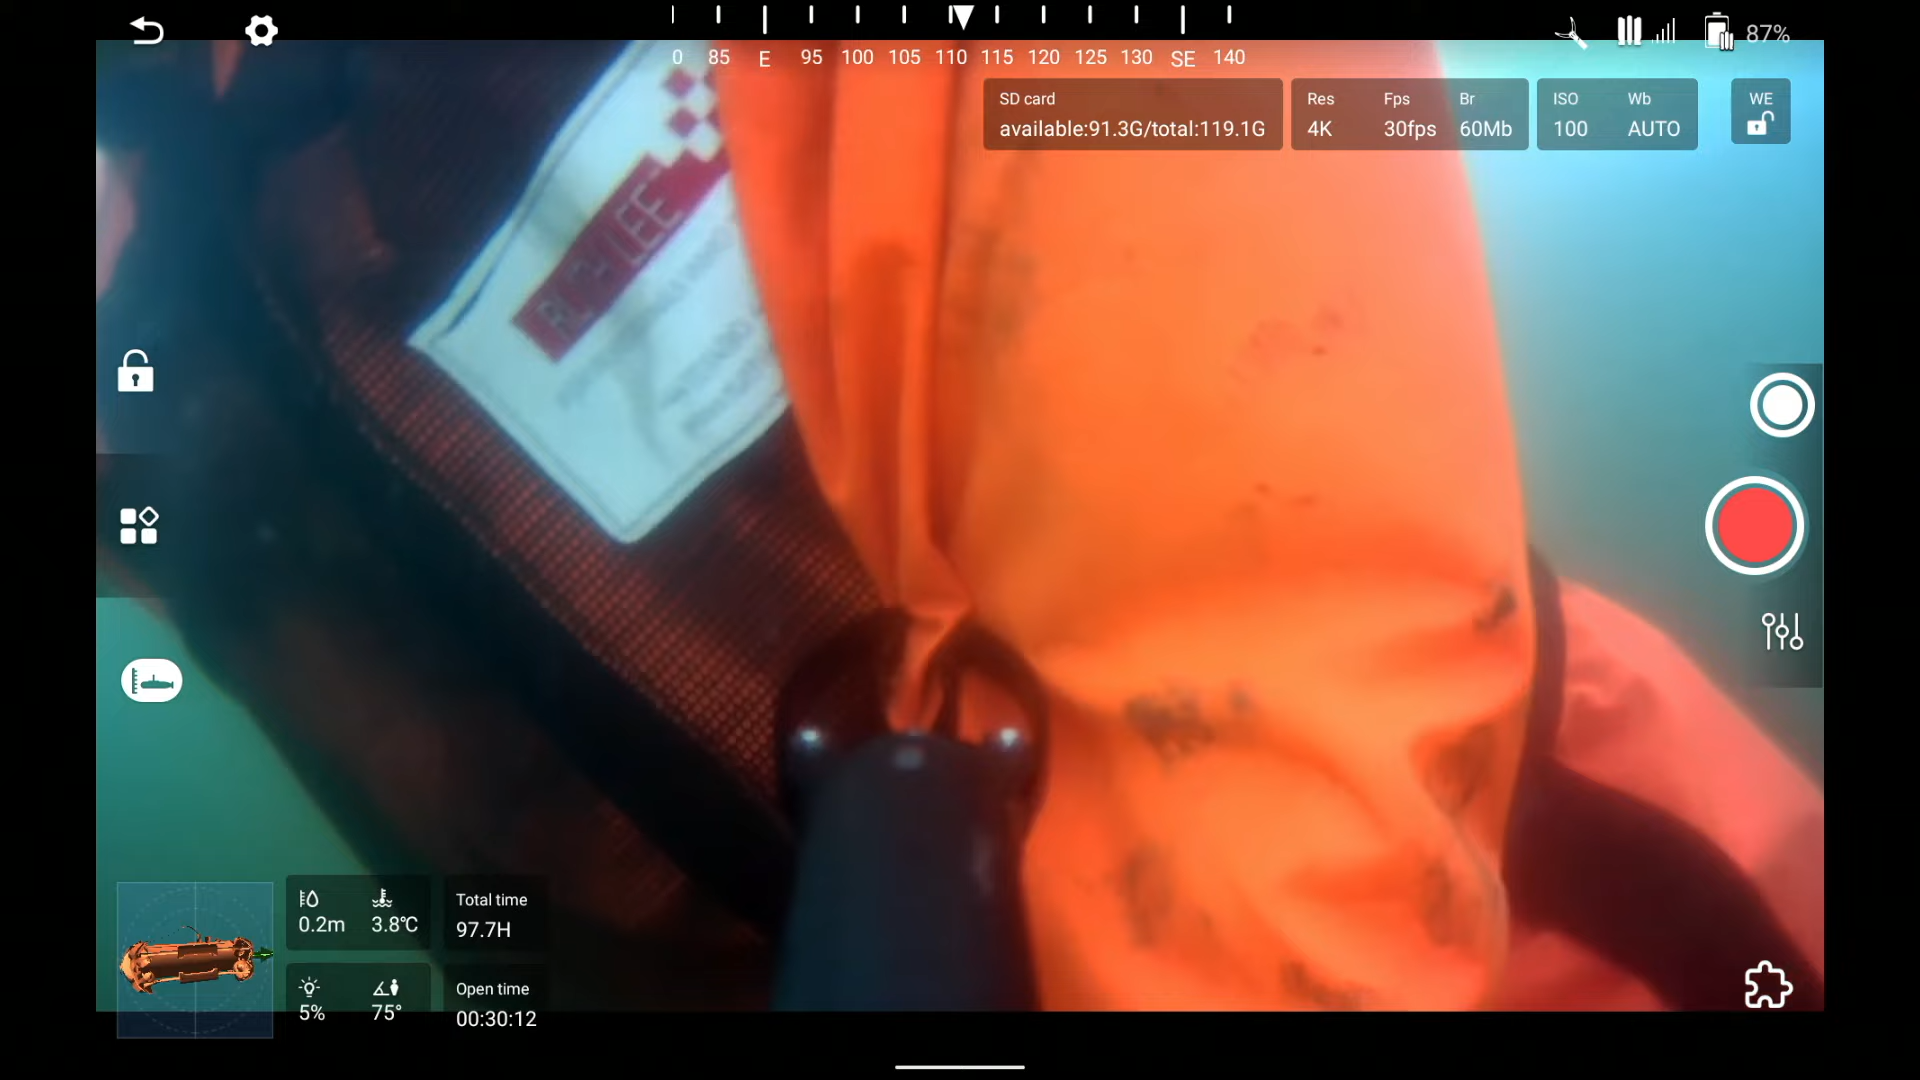 0 85 E 95 100 105 110 115 120 125 130 SE 140
87%
SD card
available:91.3G/total:119.1G
Res Fps Br
4K 30fps 60Mb
ISO Wb
100 AUTO
WE
LEE
0.2m 3.8℃
Total time
97.7H
5% 75°
Open time
00:30:12